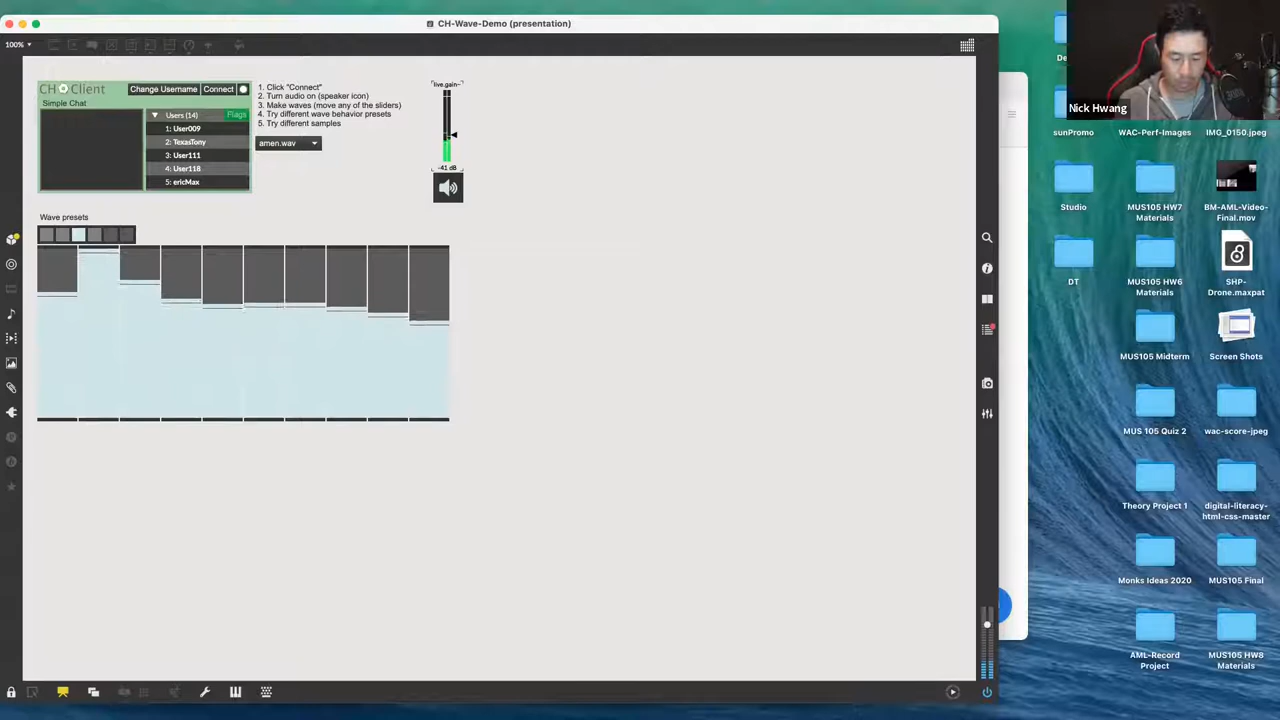 CH-Wave-Demo (presentation)
100%
CH Client
Change Username
Connect
Simple Chat
Users (14)
Flags
1: User009
2: TexasTony
3: User111
4: User118
5: ericMax
1. Click "Connect"
2. Turn audio on (speaker icon)
3. Make waves (move any of the sliders)
4. Try different wave behavior presets
5. Try different samples
amen.wav
live.gain~
-41 dB
Wave presets
Nick Hwang
De
sunPromo
WAC-Perf-Images
IMG_0150.jpeg
Studio
MUS105 HW7
Materials
BM-AML-Video-
Final.mov
DT
MUS105 HW6
Materials
SHP-
Drone.maxpat
MUS105 Midterm
Screen Shots
MUS 105 Quiz 2
wac-score-jpeg
Theory Project 1
digital-literacy-
html-css-master
Monks Ideas 2020
MUS105 Final
AML-Record
Project
MUS105 HW8
Materials